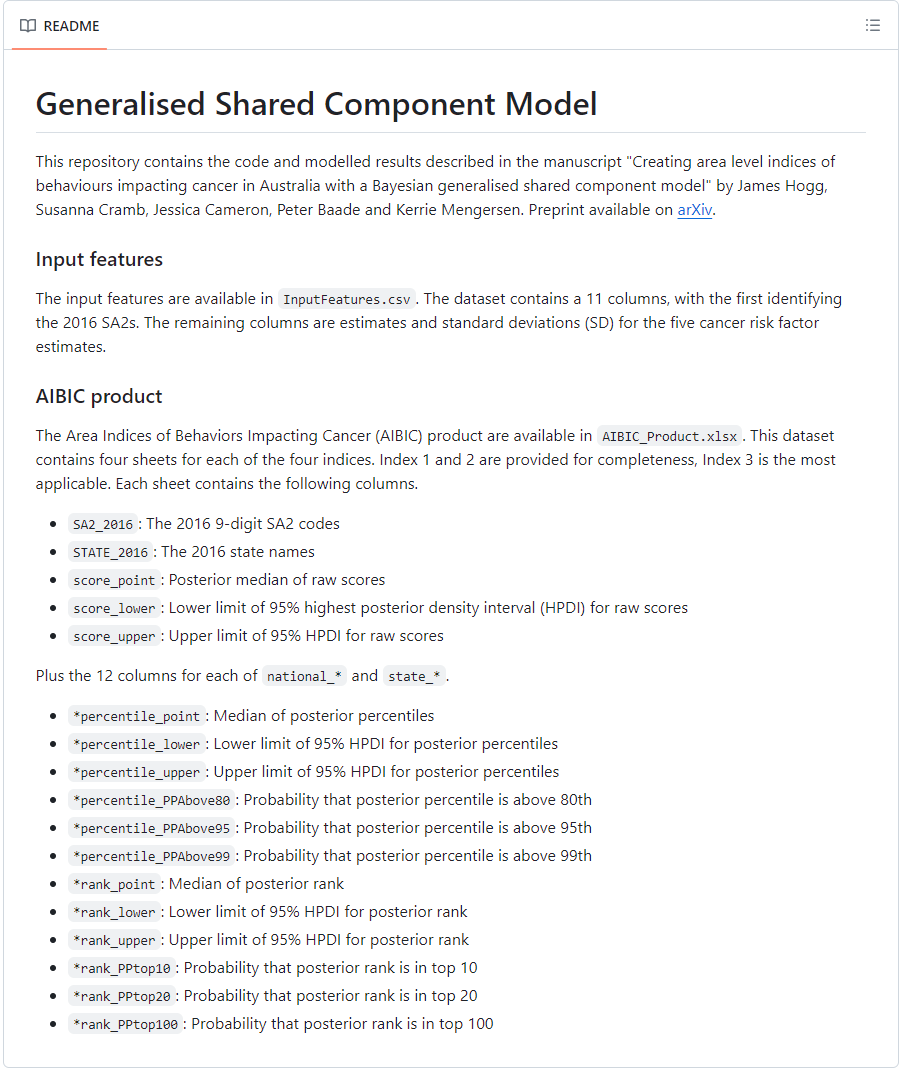 README
Generalised Shared Component Model
This repository contains the code and modelled results described in the manuscript "Creating area level indices of
behaviours impacting cancer in Australia with a Bayesian generalised shared component model" by James Hogg,
Susanna Cramb, Jessica Cameron, Peter Baade and Kerrie Mengersen. Preprint available on arXiv.
Input features
The input features are available in InputFeatures.csv. The dataset contains a 11 columns, with the first identifying
the 2016 SA2s. The remaining columns are estimates and standard deviations (SD) for the five cancer risk factor
estimates.
AIBIC product
The Area Indices of Behaviors Impacting Cancer (AIBIC) product are available in AIBIC_Product.xlsx. This dataset
contains four sheets for each of the four indices. Index 1 and 2 are provided for completeness, Index 3 is the most
applicable. Each sheet contains the following columns.
• SA2_2016: The 2016 9-digit SA2 codes
• STATE_2016: The 2016 state names
• score_point: Posterior median of raw scores
• score_lower: Lower limit of 95% highest posterior density interval (HPDI) for raw scores
• score_upper: Upper limit of 95% HPDI for raw scores
Plus the 12 columns for each of national_* and state_*.
• *percentile_point: Median of posterior percentiles
• *percentile_lower: Lower limit of 95% HPDI for posterior percentiles
• *percentile_upper: Upper limit of 95% HPDI for posterior percentiles
• *percentile_PPAbove80: Probability that posterior percentile is above 80th
• *percentile_PPAbove95: Probability that posterior percentile is above 95th
• *percentile_PPAbove99: Probability that posterior percentile is above 99th
• *rank_point: Median of posterior rank
• *rank_lower: Lower limit of 95% HPDI for posterior rank
• *rank_upper: Upper limit of 95% HPDI for posterior rank
• *rank_PPtop10: Probability that posterior rank is in top 10
• *rank_PPtop20: Probability that posterior rank is in top 20
• *rank_PPtop100: Probability that posterior rank is in top 100